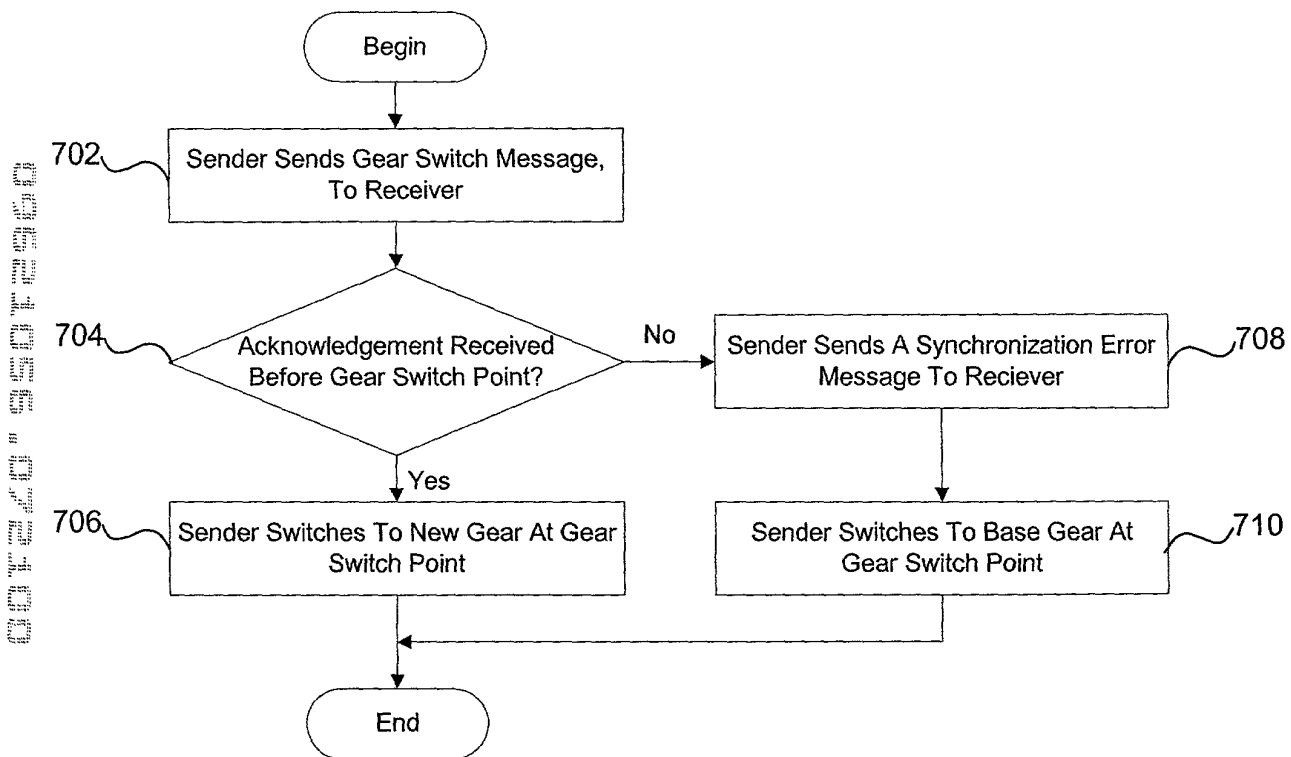 Begin
702
Sender Sends Gear Switch Message,
To Receiver
704
Acknowledgement Received
Before Gear Switch Point?
No
Sender Sends A Synchronization Error
Message To Reciever
708
Yes
706
Sender Switches To New Gear At Gear
Switch Point
Sender Switches To Base Gear At
Gear Switch Point
710
End